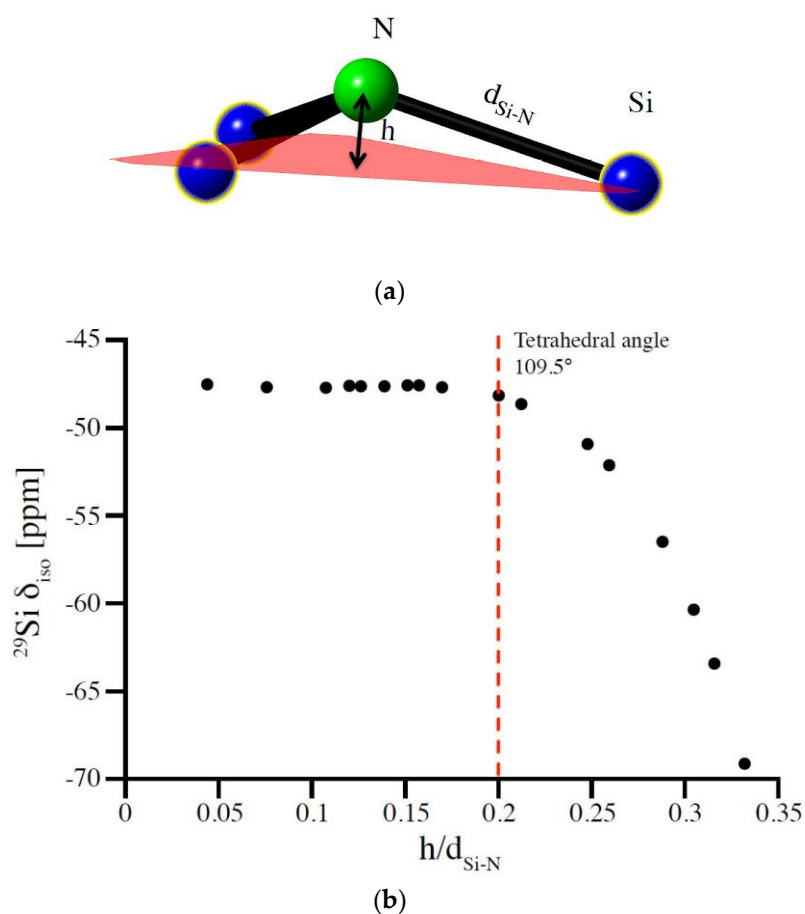 N
d_Si-N
Si
h
(a)
-45
Tetrahedral angle
109.5°
-50
-55
-60
-65
-70
²⁹Si δ_iso [ppm]
0 0.05 0.1 0.15 0.2 0.25 0.3 0.35
h/d_Si-N
(b)